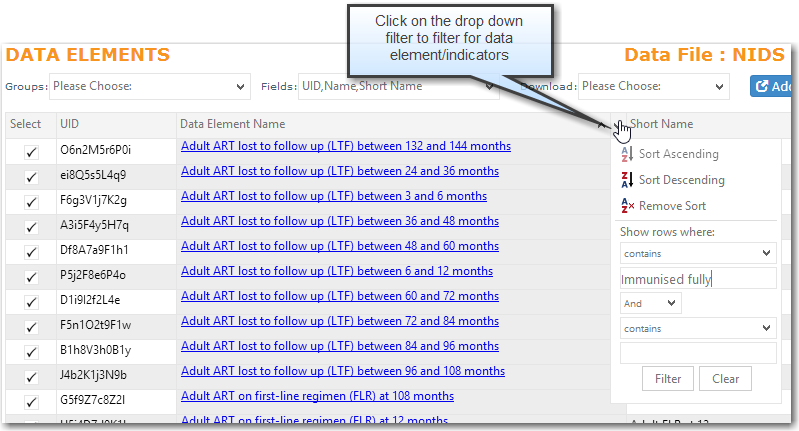 Click on the drop down
filter to filter for data
element/indicators
DATA ELEMENTS
Data File : NIDS
Groups: Please Choose:
Fields: UID,Name,Short Name
Download: Please Choose:
Add
Select UID Data Element Name Short Name
O6n2M5r6P0i Adult ART lost to follow up (LTF) between 132 and 144 months
ei8Q5s5L4q9 Adult ART lost to follow up (LTF) between 24 and 36 months
F6g3V1j7K2g Adult ART lost to follow up (LTF) between 3 and 6 months
A3i5F4y5H7q Adult ART lost to follow up (LTF) between 36 and 48 months
Df8A7a9F1h1 Adult ART lost to follow up (LTF) between 48 and 60 months
P5j2F8e6P4o Adult ART lost to follow up (LTF) between 6 and 12 months
D1i9I2f2L4e Adult ART lost to follow up (LTF) between 60 and 72 months
F5n1O2t9F1w Adult ART lost to follow up (LTF) between 72 and 84 months
B1h8V3h0B1y Adult ART lost to follow up (LTF) between 84 and 96 months
J4b2K1j3N9b Adult ART lost to follow up (LTF) between 96 and 108 months
G5f9Z7c8Z2l Adult ART on first-line regimen (FLR) at 108 months
Adult ART on first-line regimen (FLR) at 12 months
Adult FLR at 12
Sort Ascending
Sort Descending
Remove Sort
Show rows where:
contains
Immunised fully
And
contains
Filter Clear